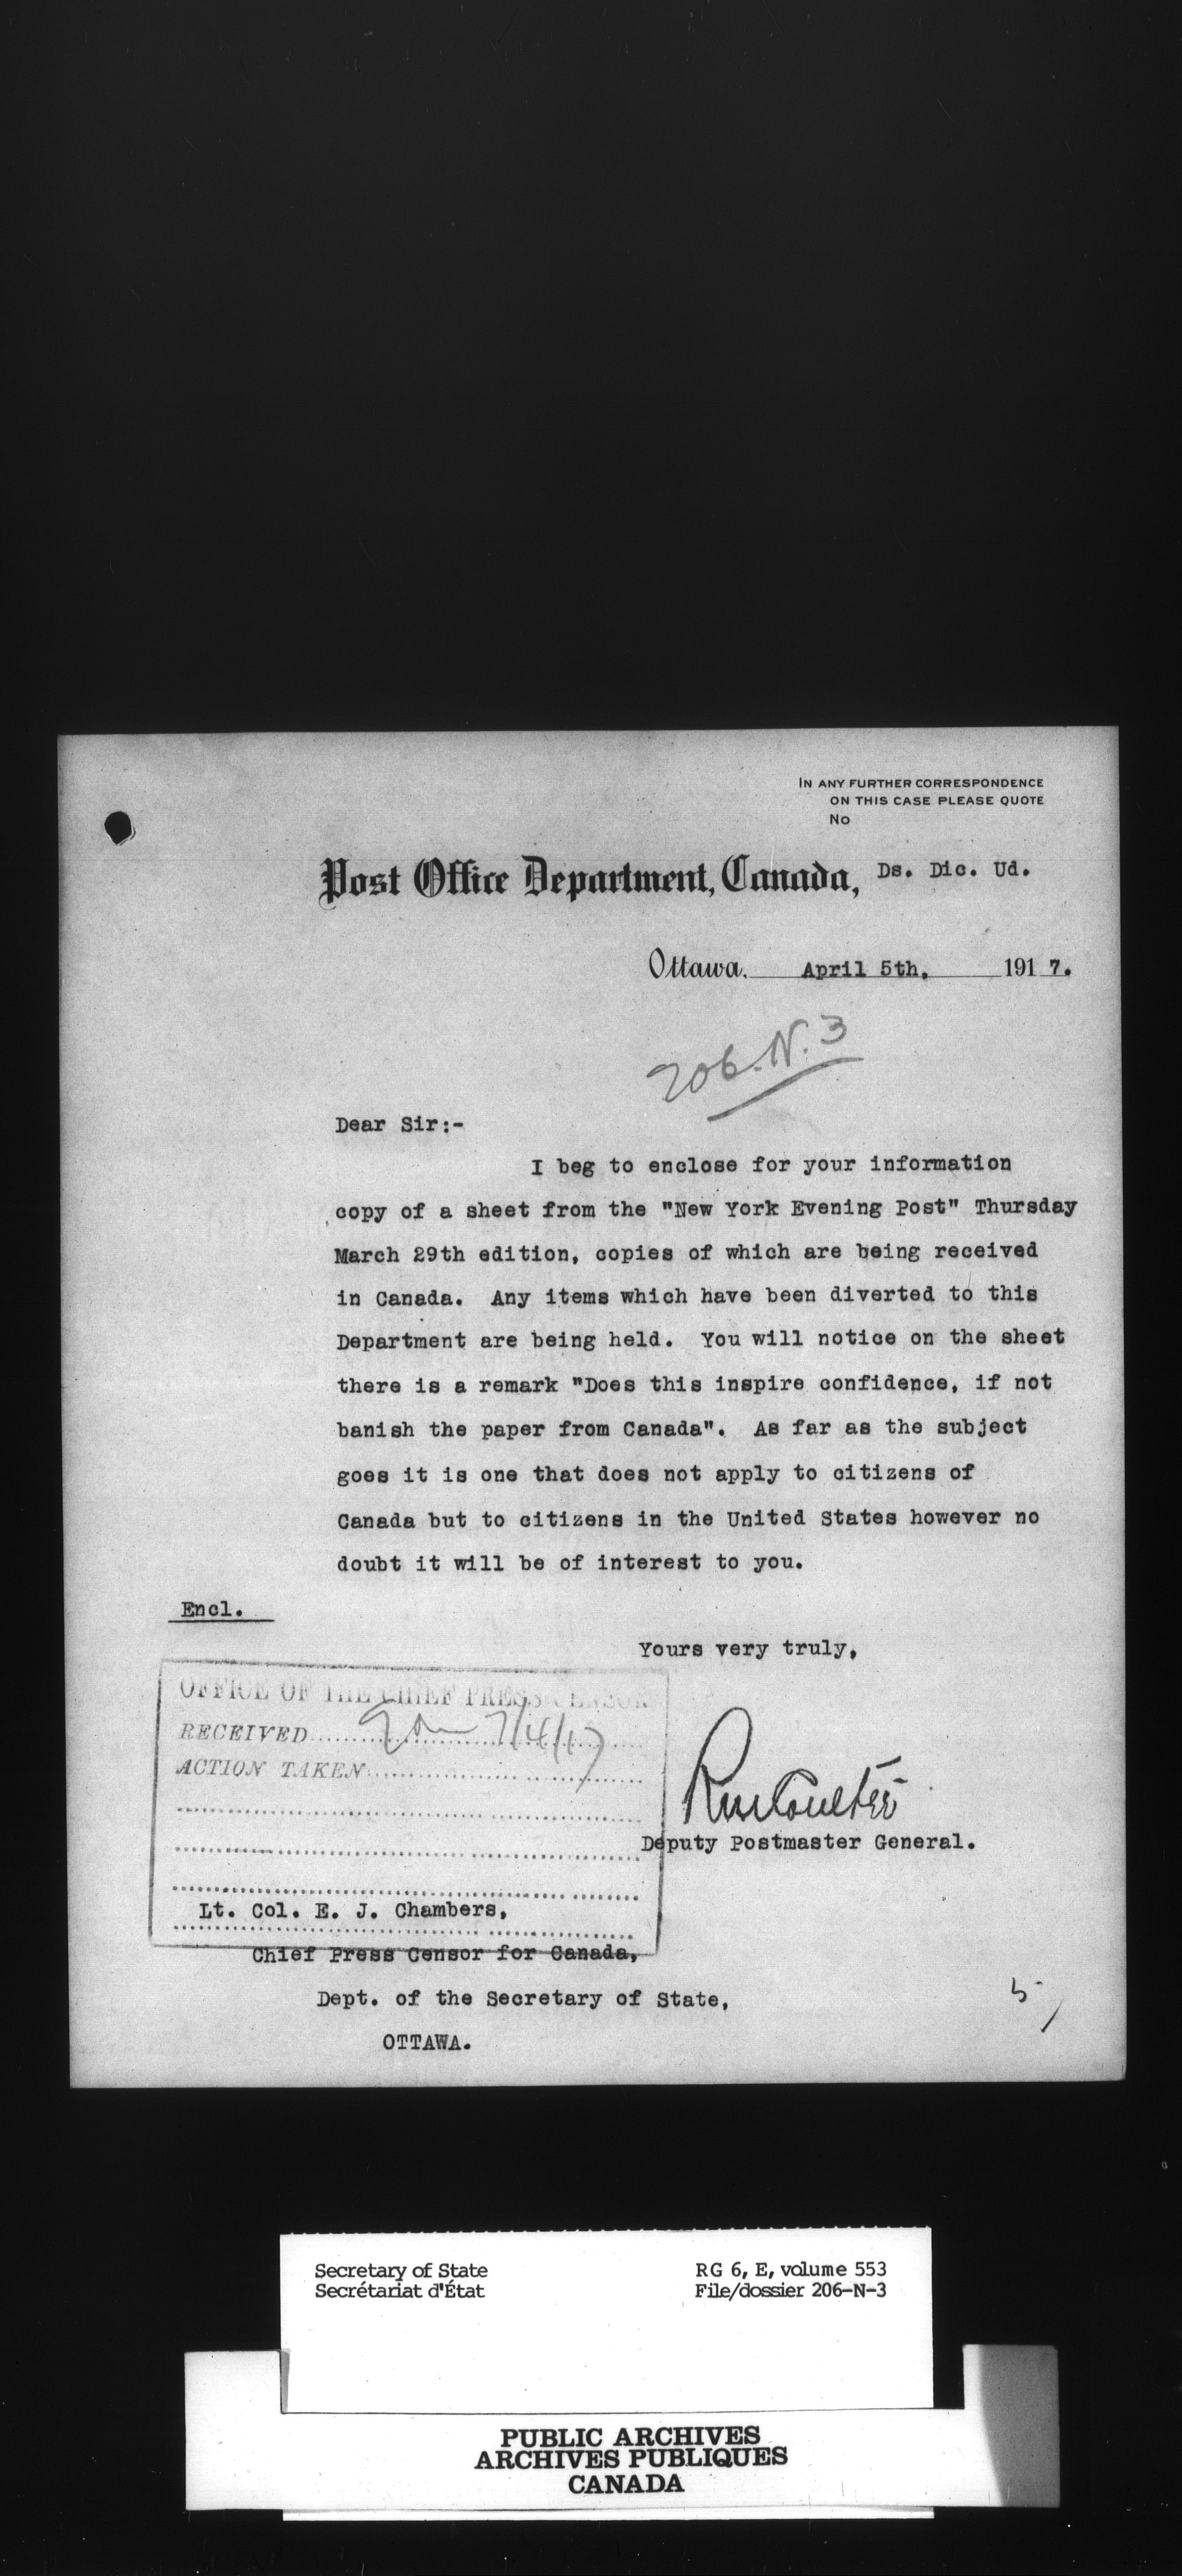 IN ANY FURTHER CORRESPONDENCE
ON THIS CASE PLEASE QUOTE
No
Post Office Department, Canada, Ds. Dic. Ud.
Ottawa, April 5th, 1917.
206.N.3
Dear Sir:-
I beg to enclose for your information
copy of a sheet from the "New York Evening Post" Thursday
March 29th edition, copies of which are being received
in Canada. Any items which have been diverted to this
Department are being held. You will notice on the sheet
there is a remark "Does this inspire confidence, if not
banish the paper from Canada". As far as the subject
goes it is one that does not apply to citizens of
Canada but to citizens in the United States however no
doubt it will be of interest to you.
Encl.
Yours very truly,
OFFICE OF THE CHIEF PRESS CENSOR
RECEIVED 7/4/17
ACTION TAKEN
RmCoulter
Deputy Postmaster General.
Lt. Col. E. J. Chambers,
Chief Press Censor for Canada,
Dept. of the Secretary of State,
OTTAWA.
5
Secretary of State RG 6, E, volume 553
Secrétariat d'État File/dossier 206-N-3
PUBLIC ARCHIVES
ARCHIVES PUBLIQUES
CANADA